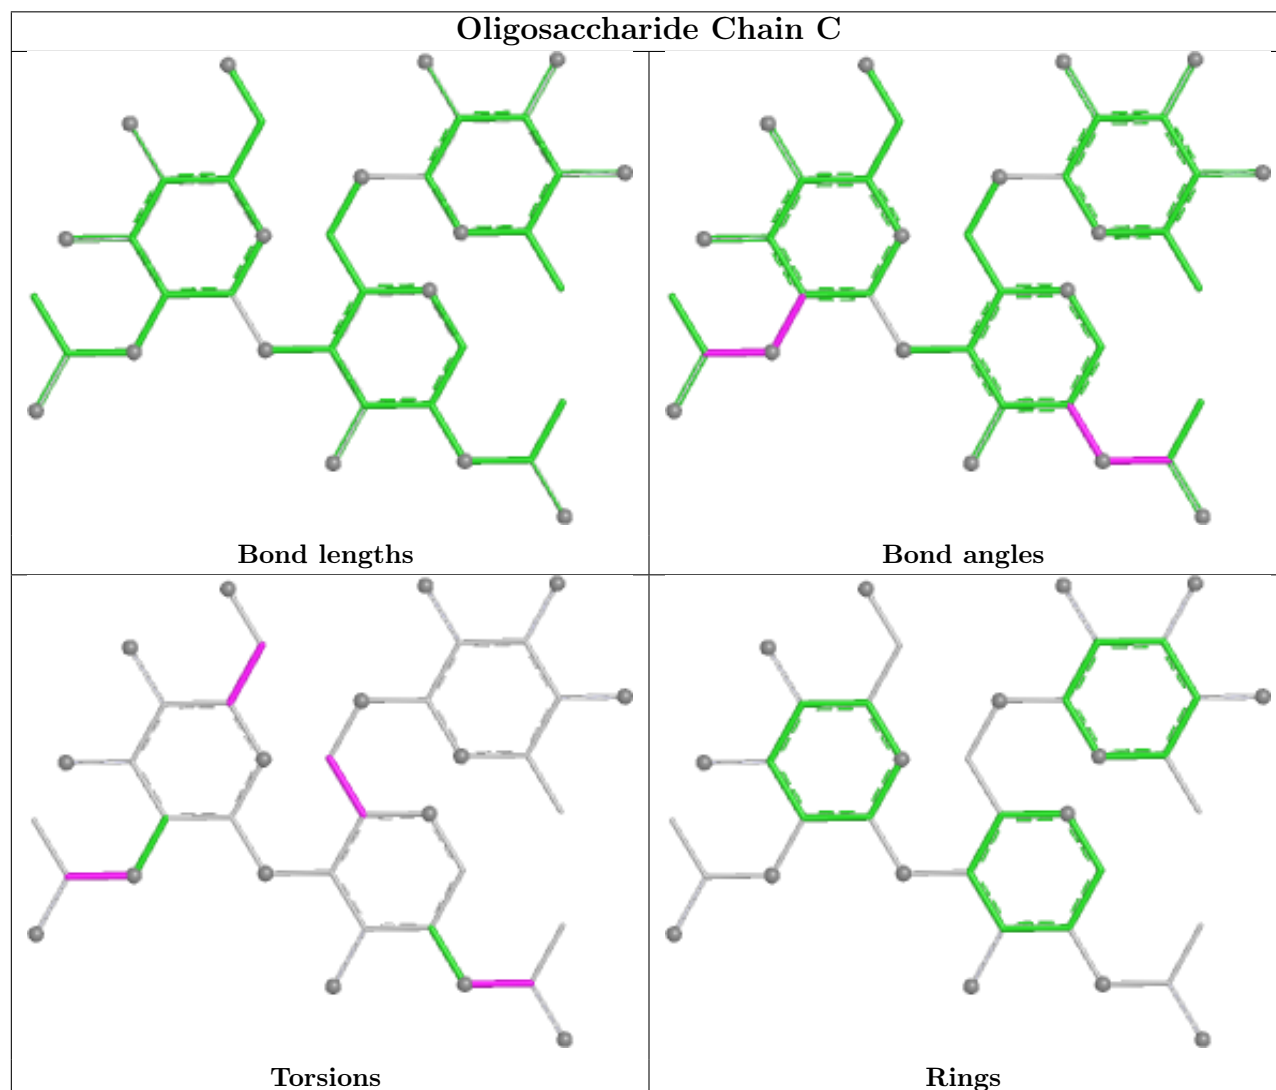 Oligosaccharide Chain C
Bond lengths
Bond angles
Torsions
Rings